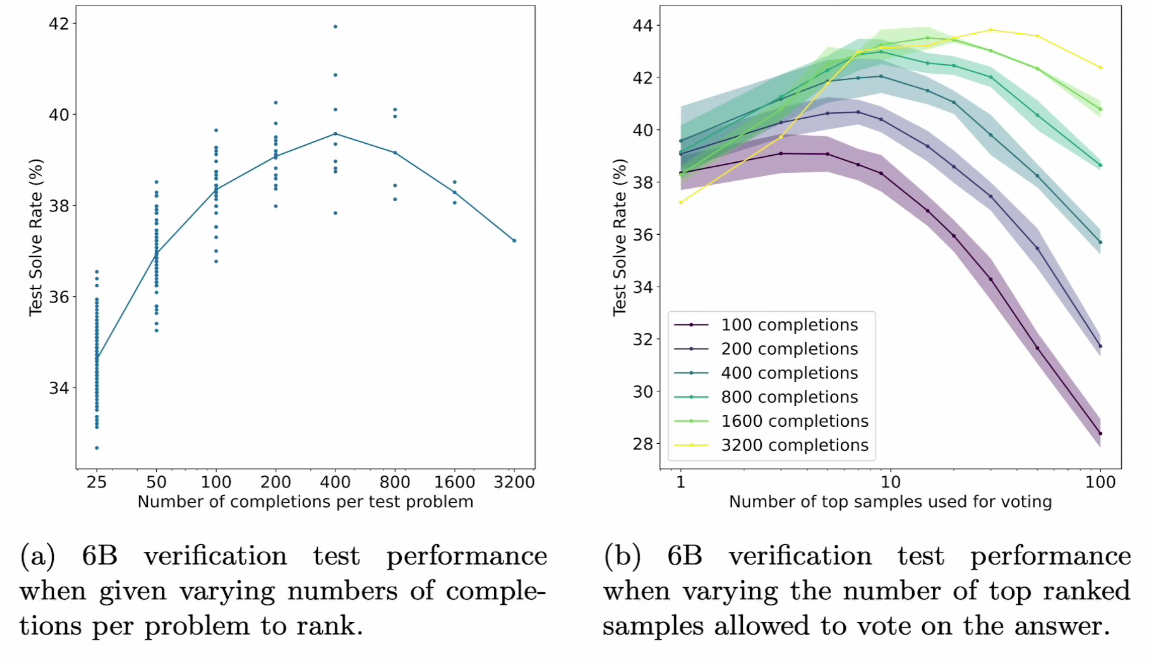 42
40
38
36
34
Test Solve Rate (%)
25 50 100 200 400 800 1600 3200
Number of completions per test problem
44
42
40
38
36
34
32
30
28
Test Solve Rate (%)
100 completions
200 completions
400 completions
800 completions
1600 completions
3200 completions
1 10 100
Number of top samples used for voting
(a) 6B verification test performance
when given varying numbers of comple-
tions per problem to rank.
(b) 6B verification test performance
when varying the number of top ranked
samples allowed to vote on the answer.